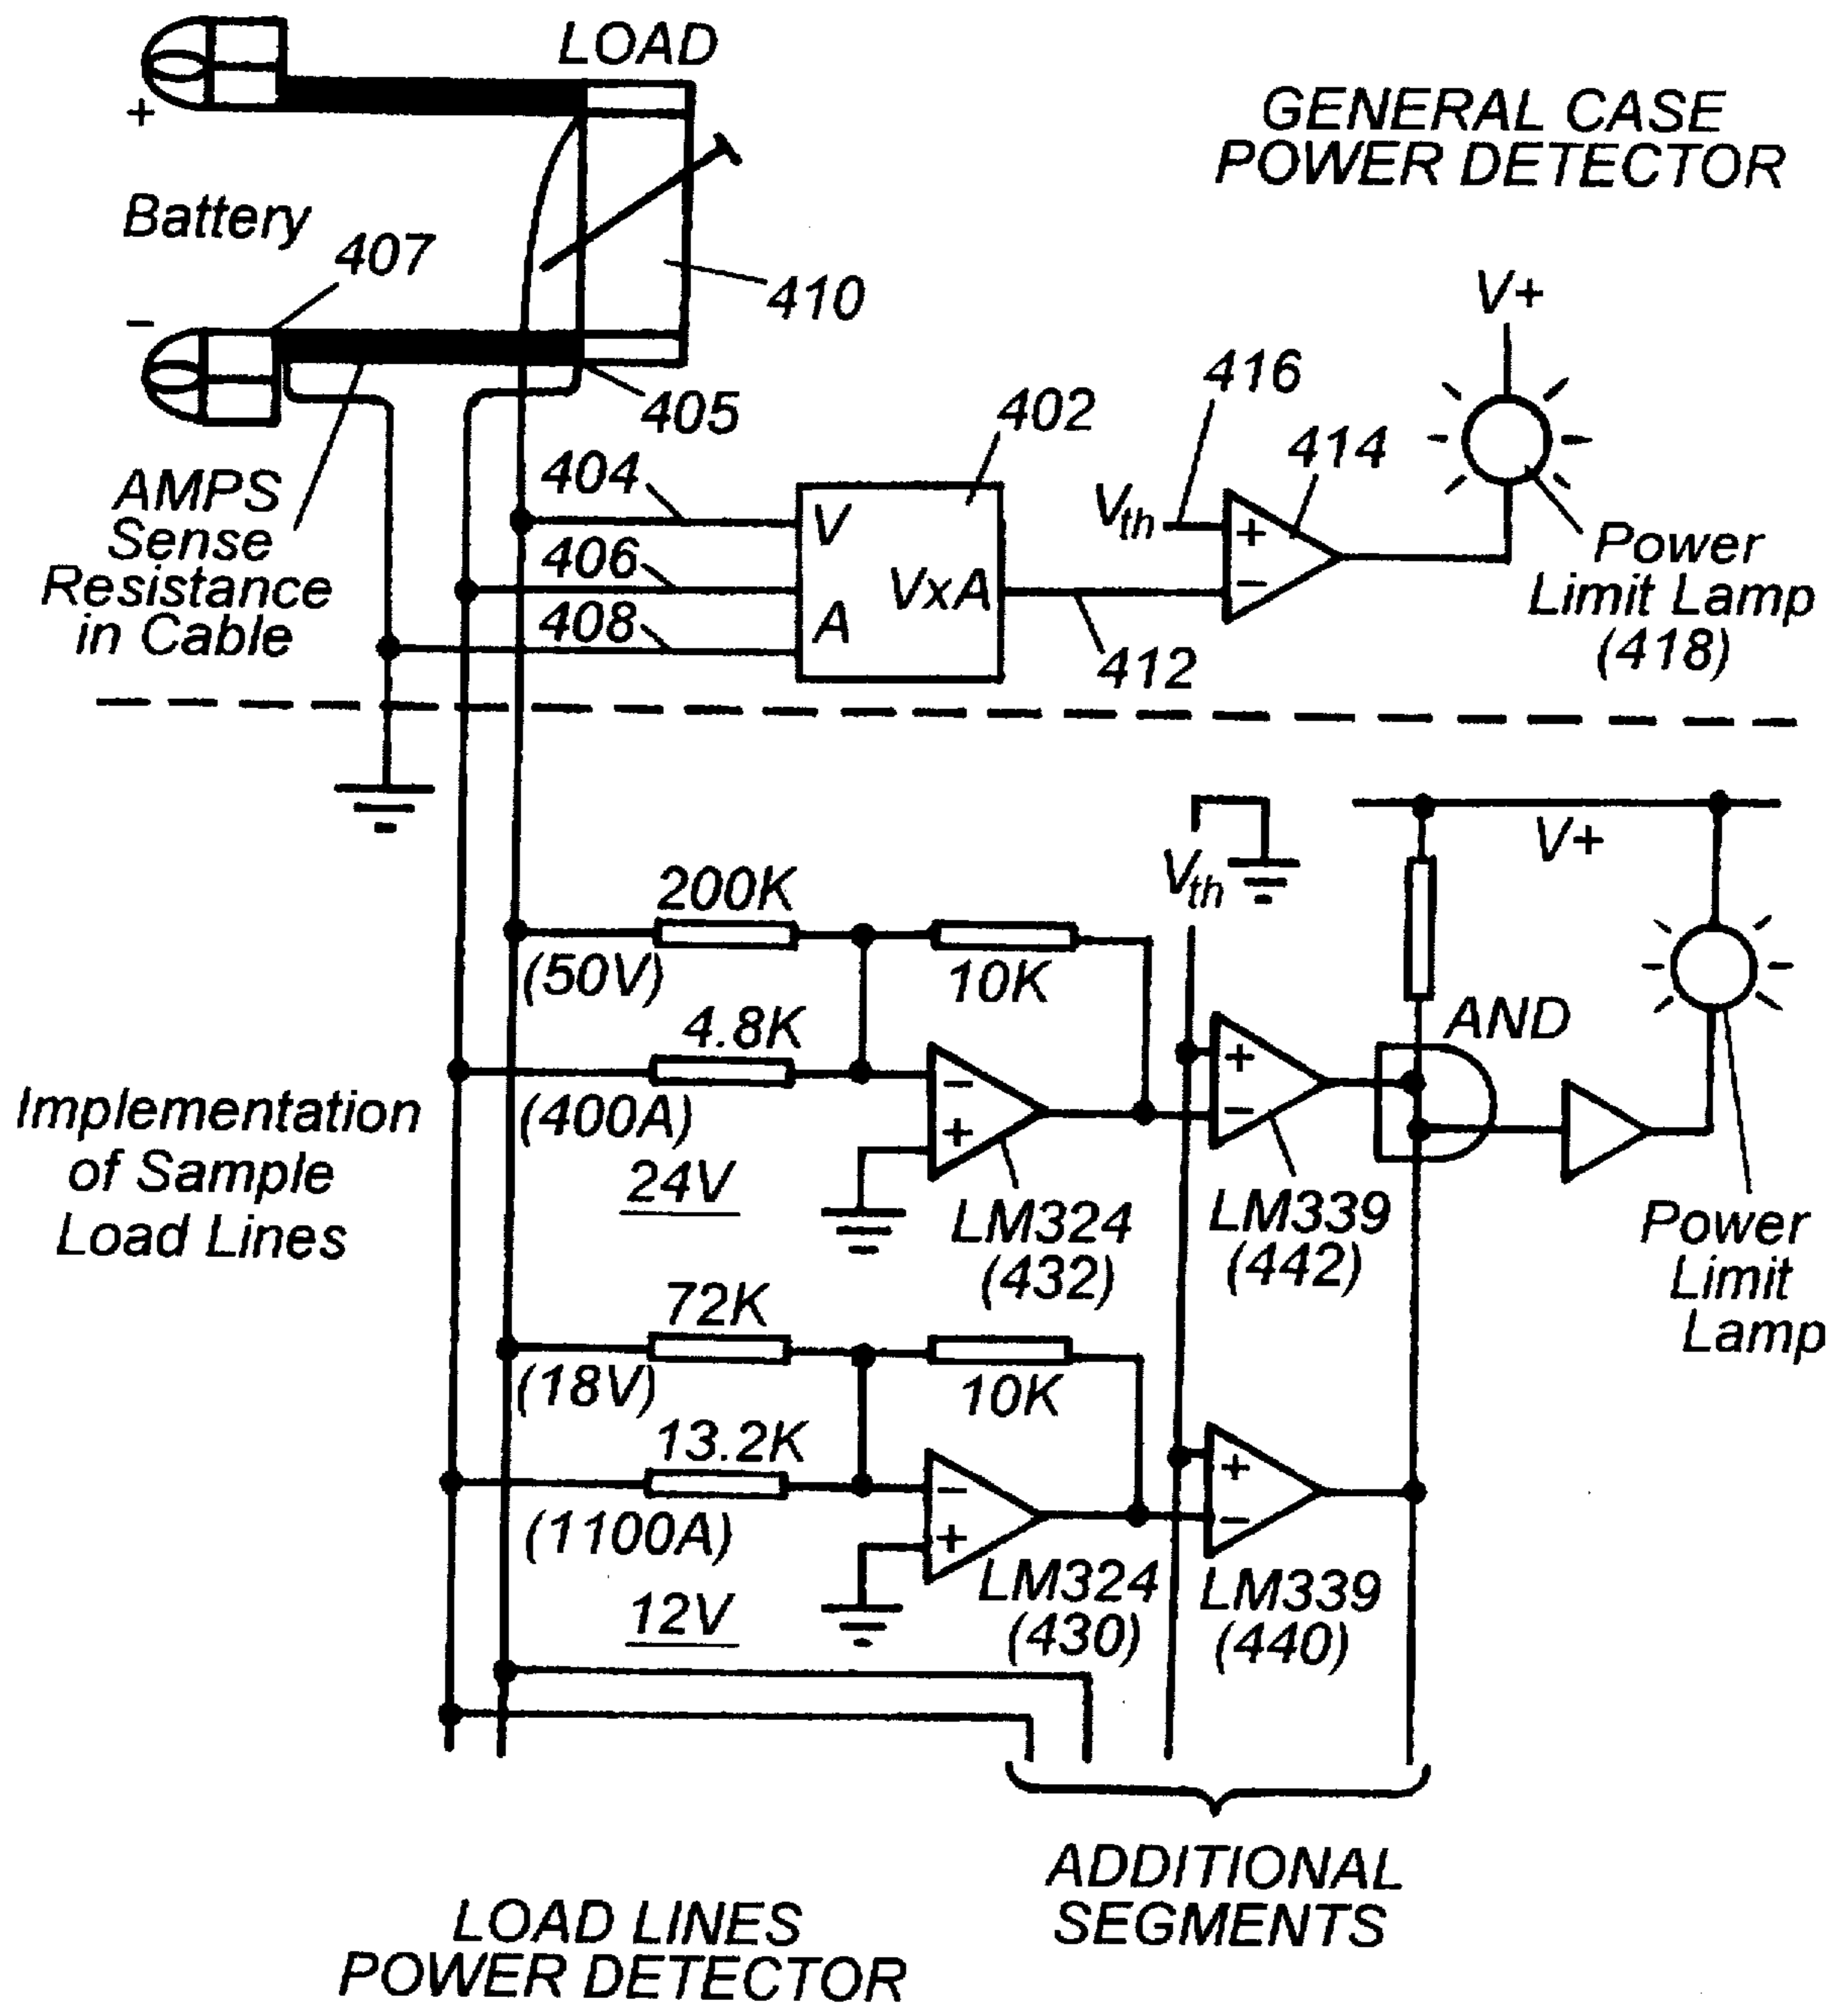 LOAD
GENERAL CASE
POWER DETECTOR
+
Battery
407
410
V+
-
416
405
402
414
AMPS
Sense
Resistance
in Cable
404
V
Vth
+
Power
Limit Lamp
(418)
406
VxA
-
408
A
412
V+
Vth
200K
(50V)
10K
AND
4.8K
(400A)
-
+
+
-
24V
Implementation
of Sample
Load Lines
LM324
(432)
LM339
(442)
Power
Limit
Lamp
72K
(18V)
10K
13.2K
(1100A)
-
+
+
-
12V
LM324
(430)
LM339
(440)
ADDITIONAL
SEGMENTS
LOAD LINES
POWER DETECTOR